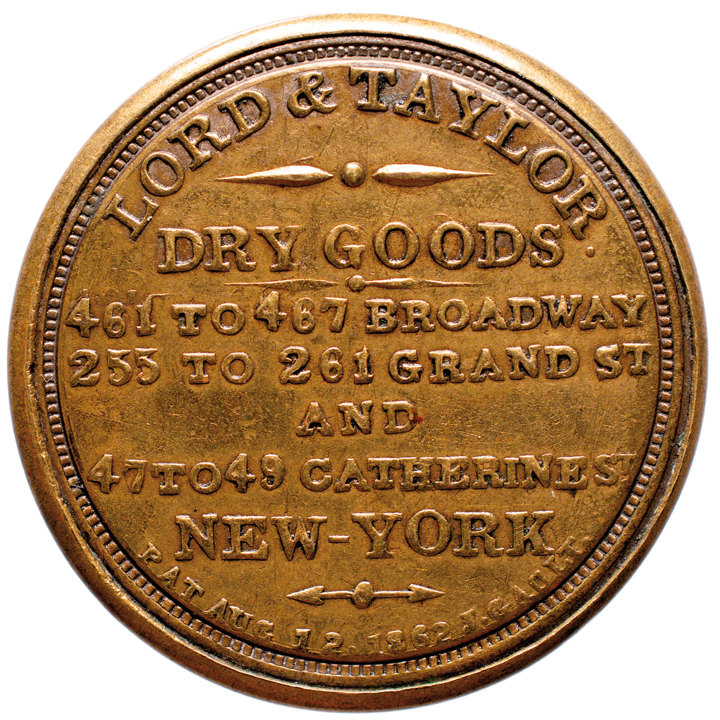 LORD & TAYLOR.
DRY GOODS
461 TO 467 BROADWAY
255 TO 261 GRAND ST
AND
47 TO 49 CATHERINE ST
NEW-YORK
PAT AUG 12. 1862 J. GAULT.